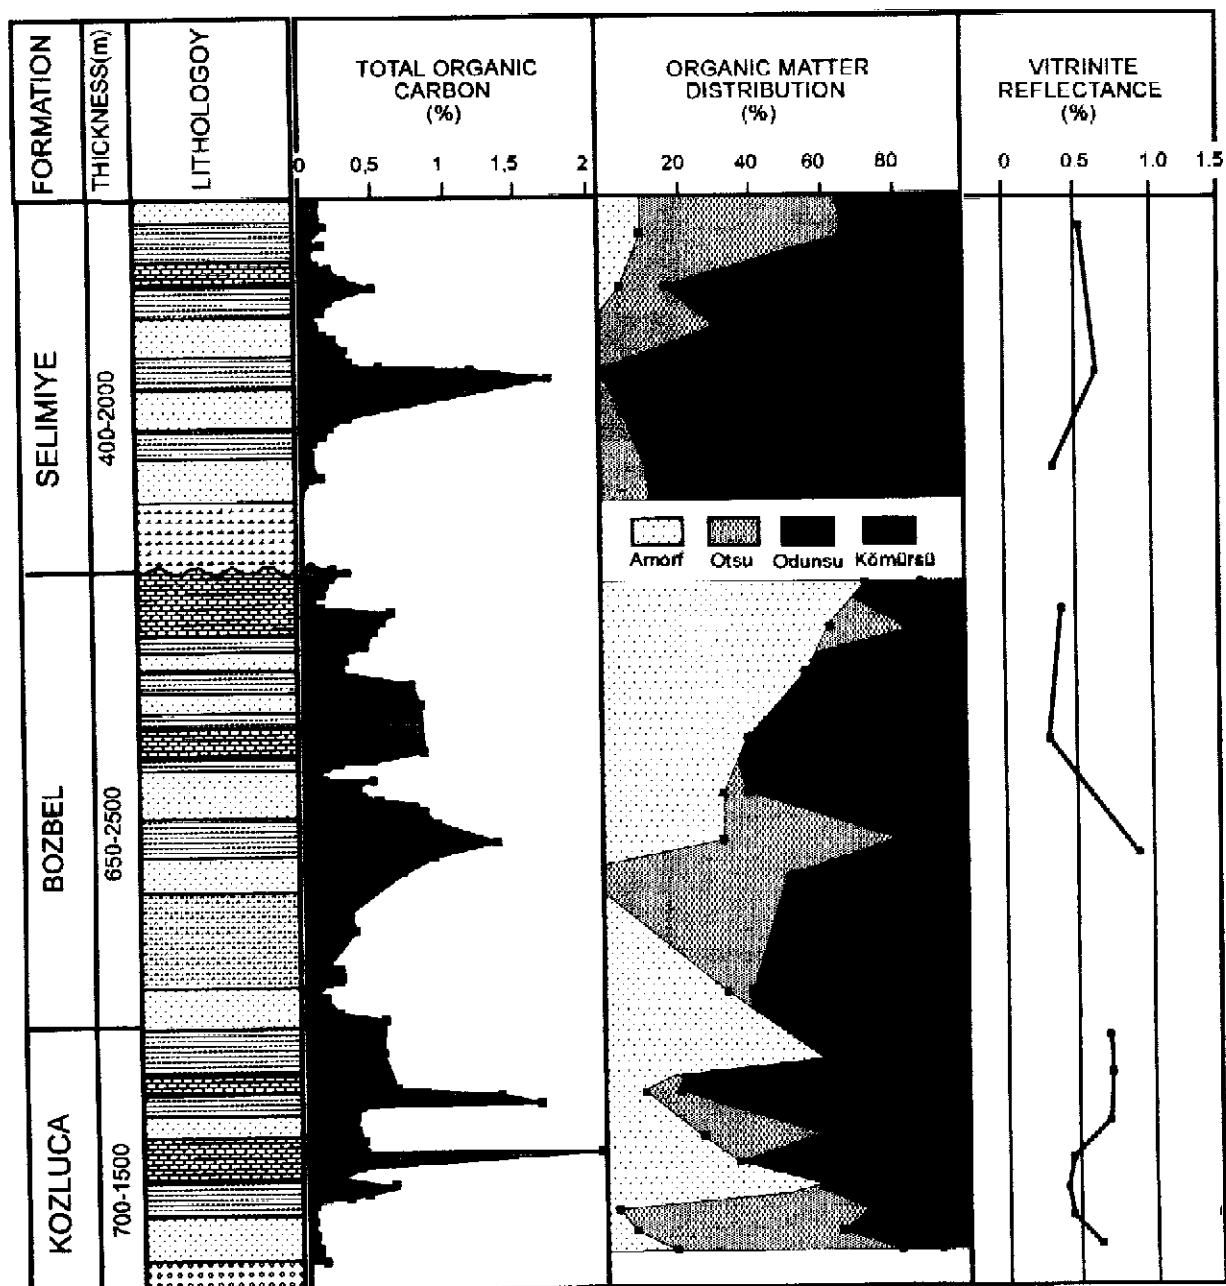 FORMATION
THICKNESS(m)
LITHOLOGOY
TOTAL ORGANIC
CARBON
(%)
ORGANIC MATTER
DISTRIBUTION
(%)
VITRINITE
REFLECTANCE
(%)
0 0,5 1 1,5 2
20 40 60 80
0 0.5 1.0 1.5
SELIMIYE
400-2000
Amorf Otsu Odunsu Kömürsü
BOZBEL
650-2500
KOZLUCA
700-1500